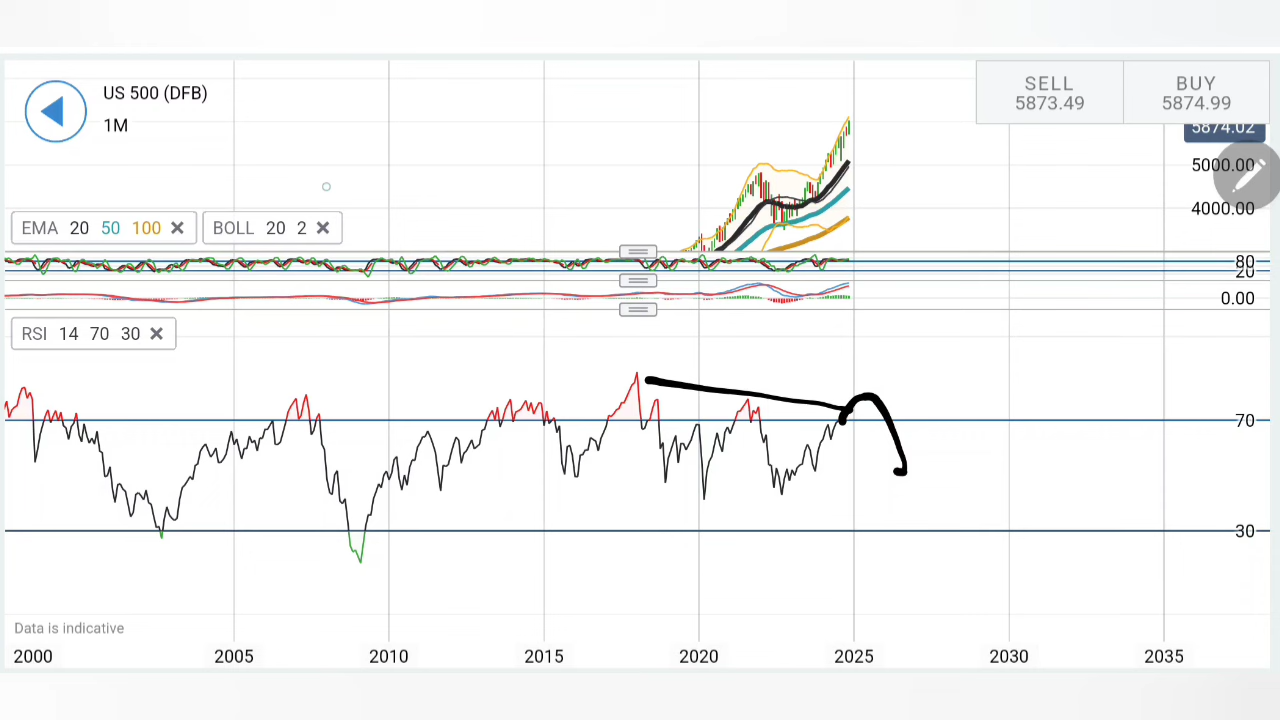 US 500 (DFB)
1M
SELL
5873.49
BUY
5874.99
5874.02
5000.00
4000.00
EMA 20 50 100
BOLL 20 2
80
20
0.00
RSI 14 70 30
70
30
Data is indicative
2000 2005 2010 2015 2020 2025 2030 2035